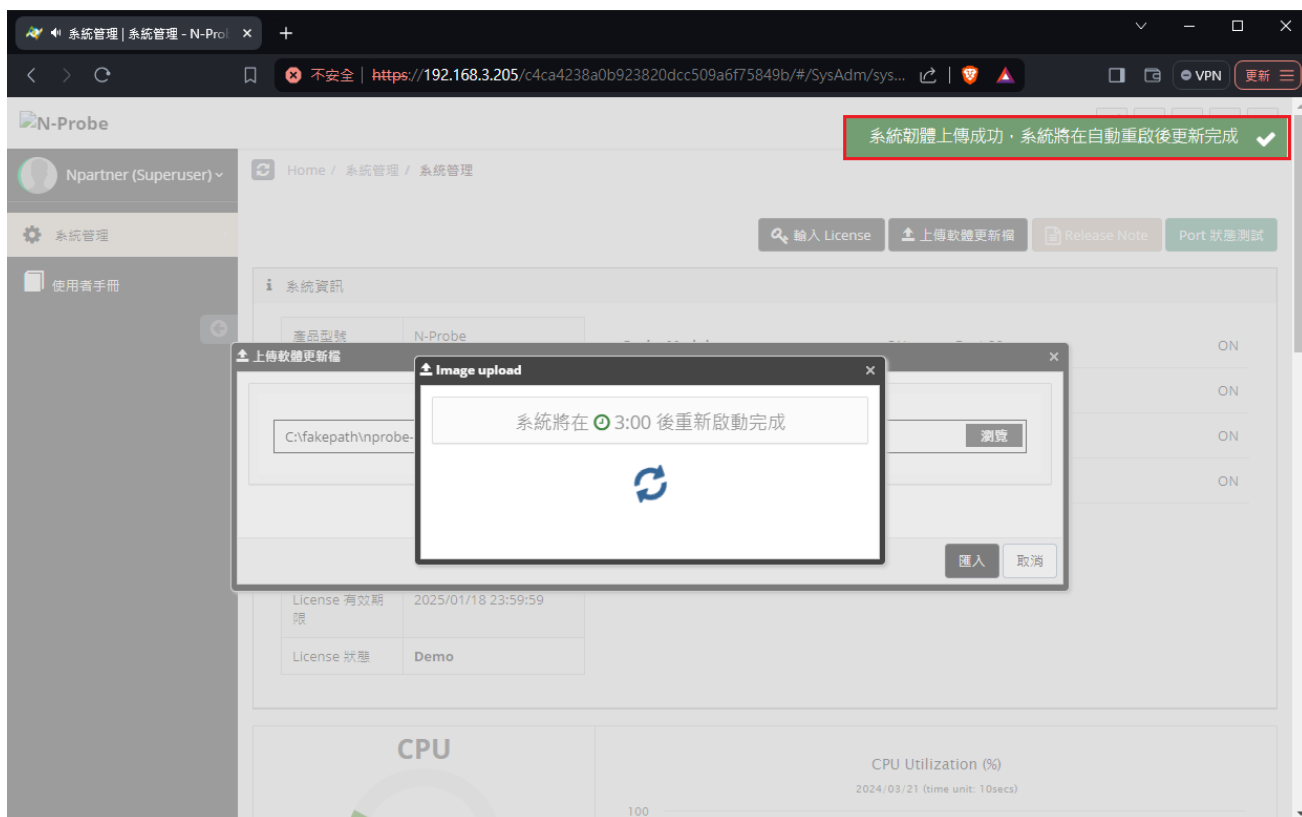 系統管理 | 系統管理 - N-Prol
不安全 | https://192.168.3.205/c4ca4238a0b923820dcc509a6f75849b/#/SysAdm/sys...
VPN
更新
N-Probe
系統韌體上傳成功，系統將在自動重啟後更新完成
Npartner (Superuser)
Home / 系統管理 / 系統管理
系統管理
輸入 License
上傳軟體更新檔
Release Note
Port 狀態測試
使用者手冊
系統資訊
產品型號 N-Probe
ON
上傳軟體更新檔
Image upload
ON
系統將在 3:00 後重新啟動完成
C:\fakepath\nprobe-
瀏覽
ON
ON
匯入
取消
License 有效期限 2025/01/18 23:59:59
License 狀態 Demo
CPU
CPU Utilization (%)
2024/03/21 (time unit: 10secs)
100